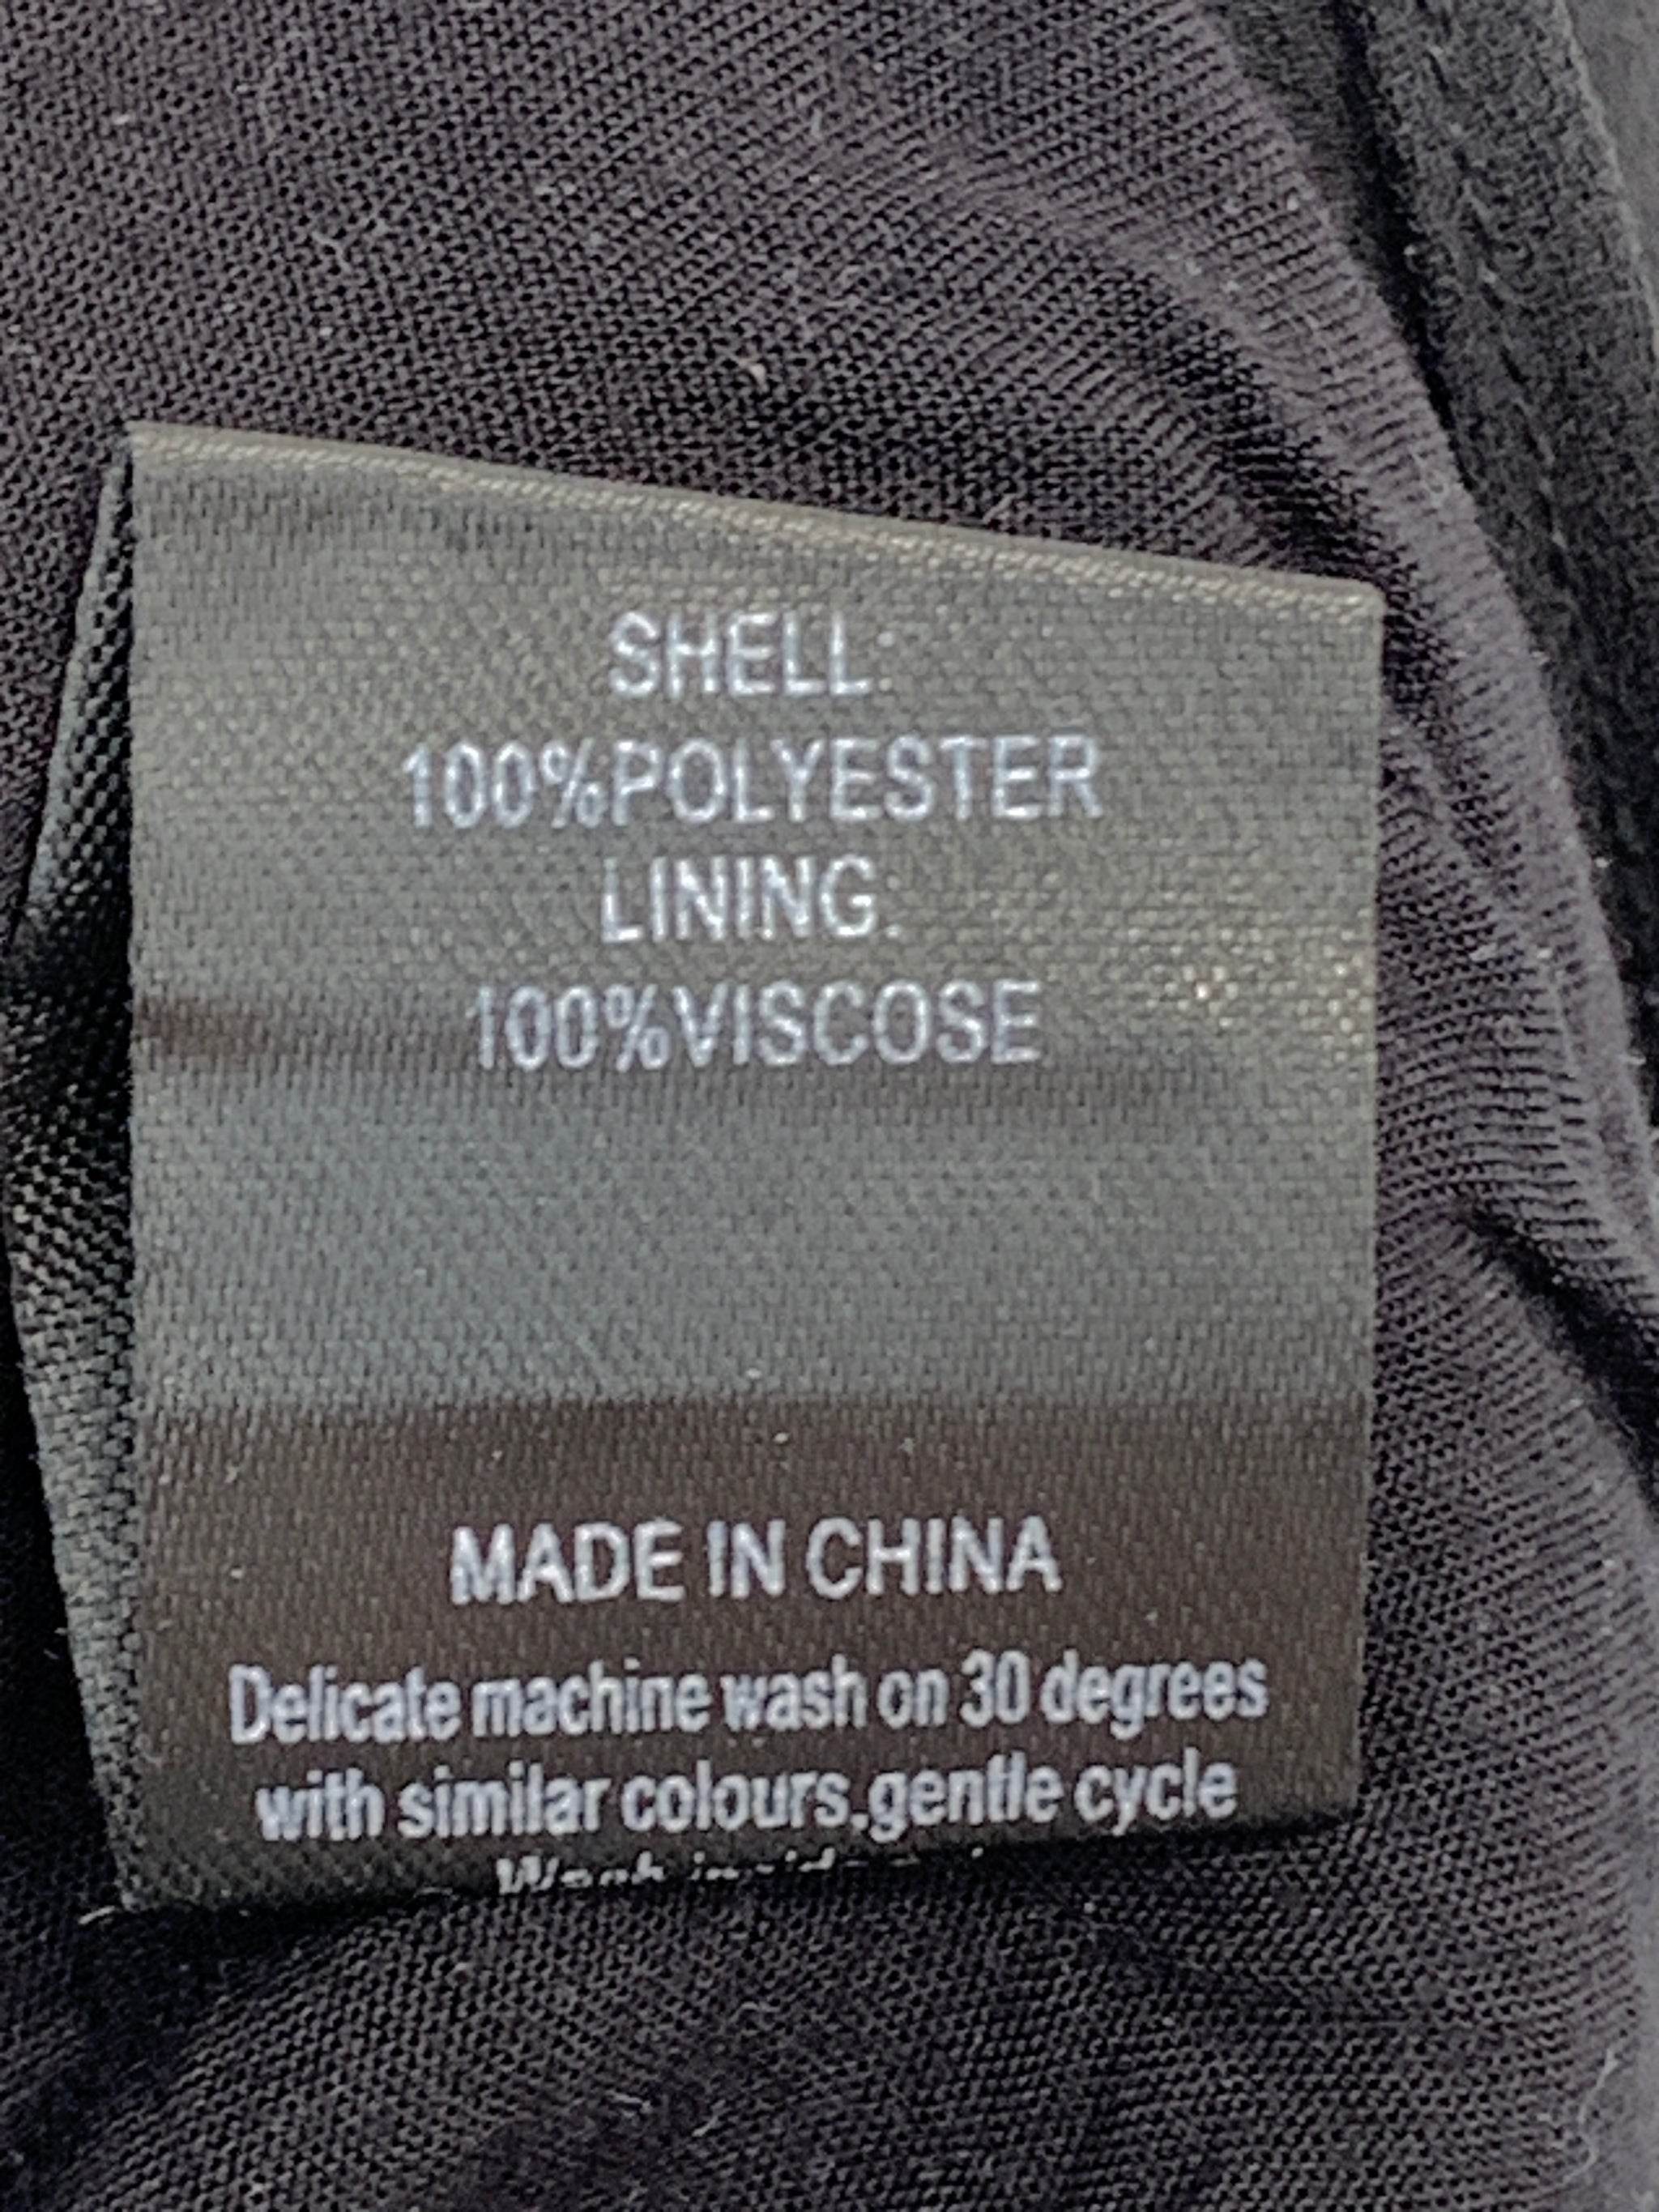 SHELL:
100%POLYESTER
LINING:
100%VISCOSE
MADE IN CHINA
Delicate machine wash on 30 degrees
with similar colours,gentle cycle
Wash